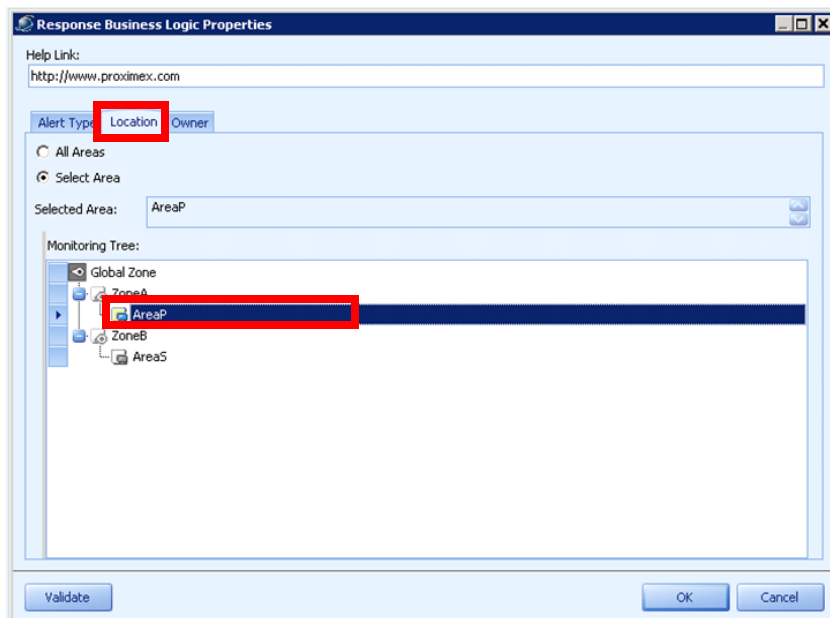 Response Business Logic Properties
Help Link:
http://www.proximex.com
Alert Type Location Owner
All Areas
Select Area
Selected Area: AreaP
Monitoring Tree:
Global Zone
ZoneA
AreaP
ZoneB
AreaS
Validate OK Cancel